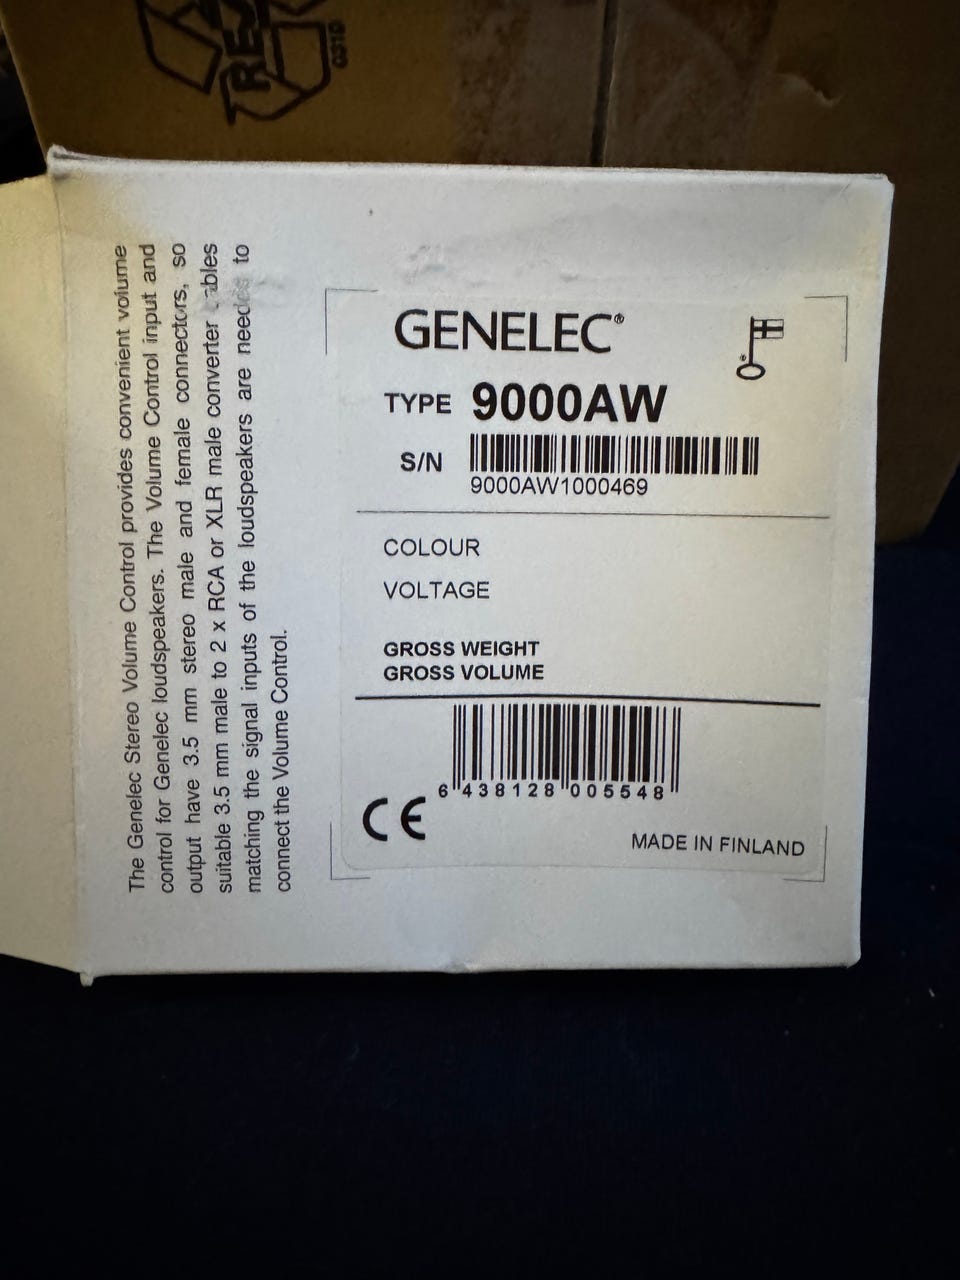 The Genelec Stereo Volume Control provides convenient volume
control for Genelec loudspeakers. The Volume Control input and
output have 3.5 mm stereo male and female connectors, so
suitable 3.5 mm male to 2 x RCA or XLR male converter cables
matching the signal inputs of the loudspeakers are needed to
connect the Volume Control.
GENELEC®
TYPE 9000AW
S/N
9000AW1000469
COLOUR
VOLTAGE
GROSS WEIGHT
GROSS VOLUME
6 438128 005548
CE
MADE IN FINLAND